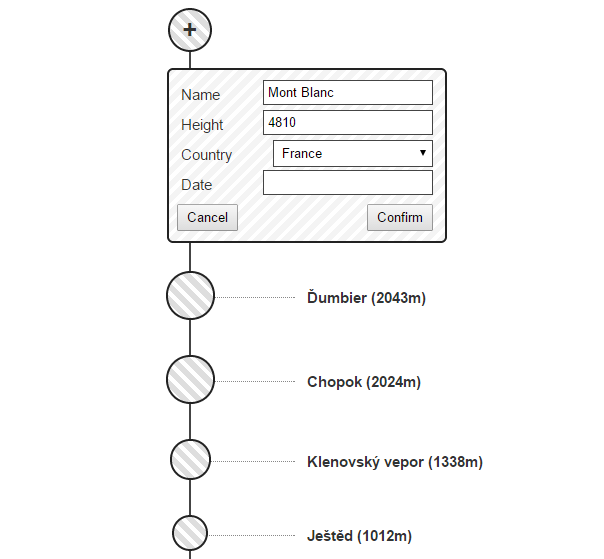 +
Name Mont Blanc
Height 4810
Country France
Date
Cancel Confirm
Ďumbier (2043m)
Chopok (2024m)
Klenovský vepor (1338m)
Ještěd (1012m)